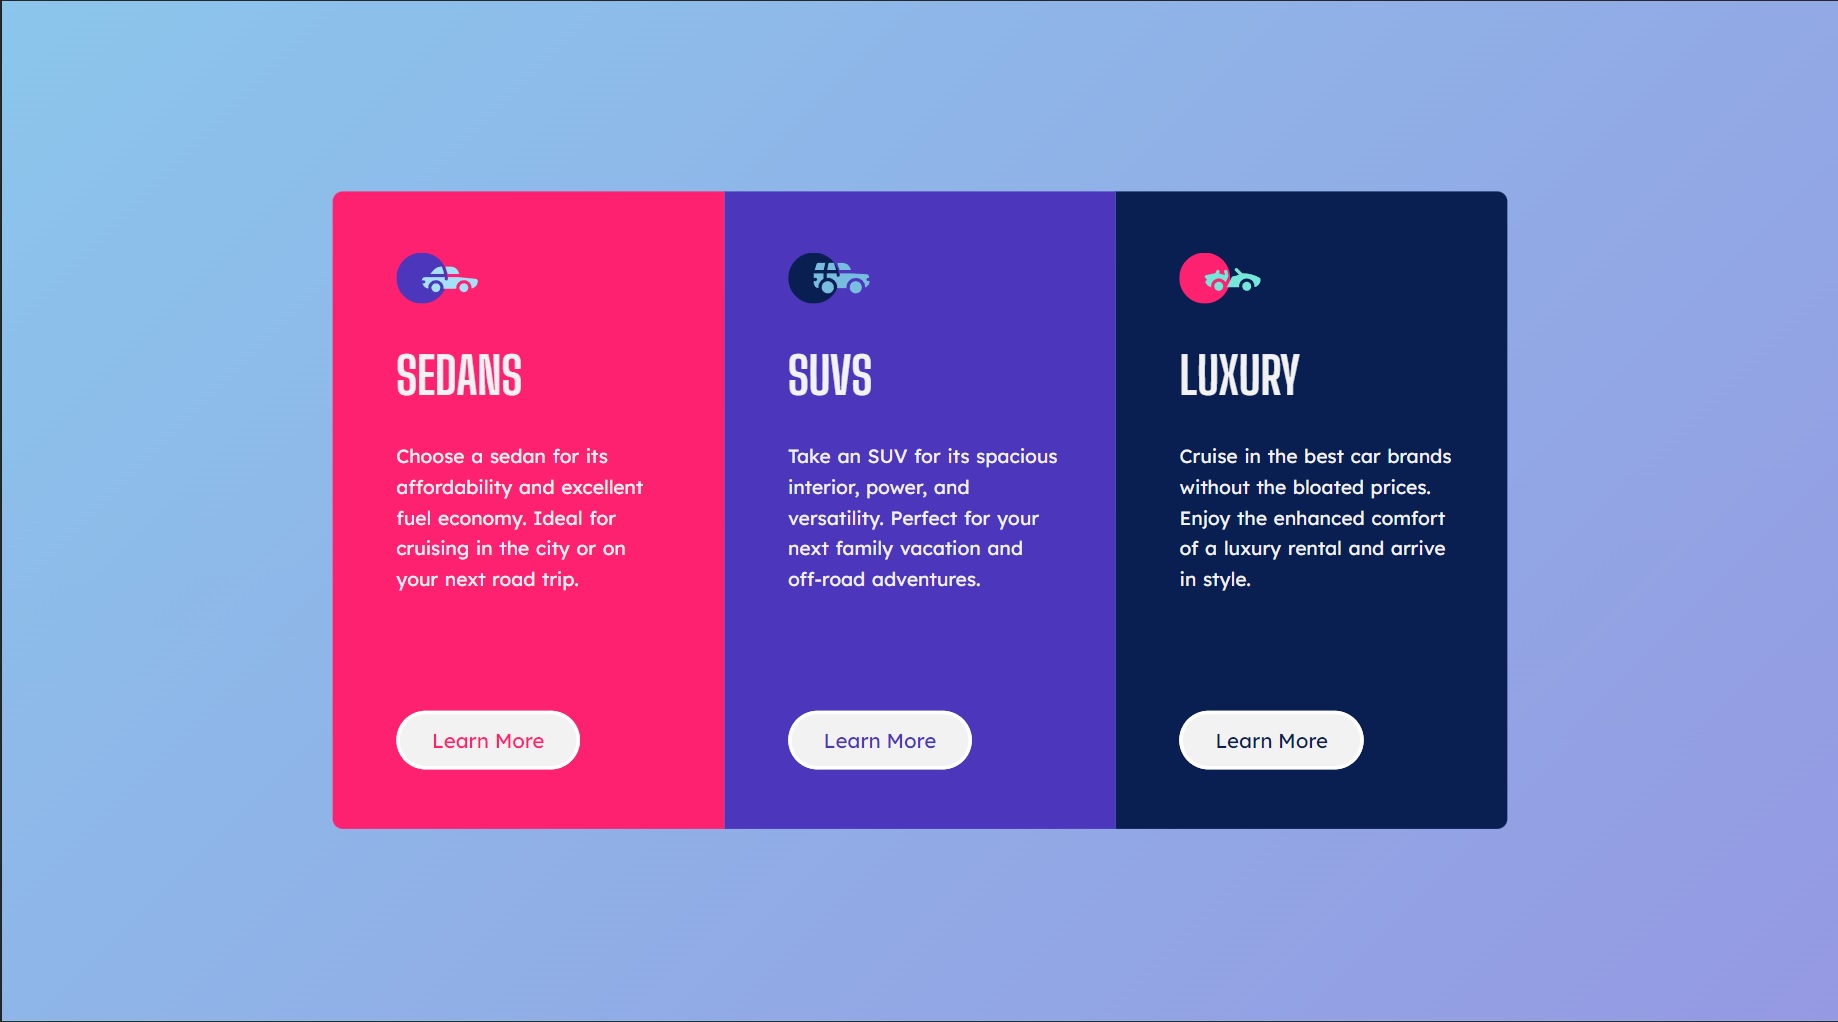 SEDANS
Choose a sedan for its
affordability and excellent
fuel economy. Ideal for
cruising in the city or on
your next road trip.
Learn More
SUVS
Take an SUV for its spacious
interior, power, and
versatility. Perfect for your
next family vacation and
off-road adventures.
Learn More
LUXURY
Cruise in the best car brands
without the bloated prices.
Enjoy the enhanced comfort
of a luxury rental and arrive
in style.
Learn More